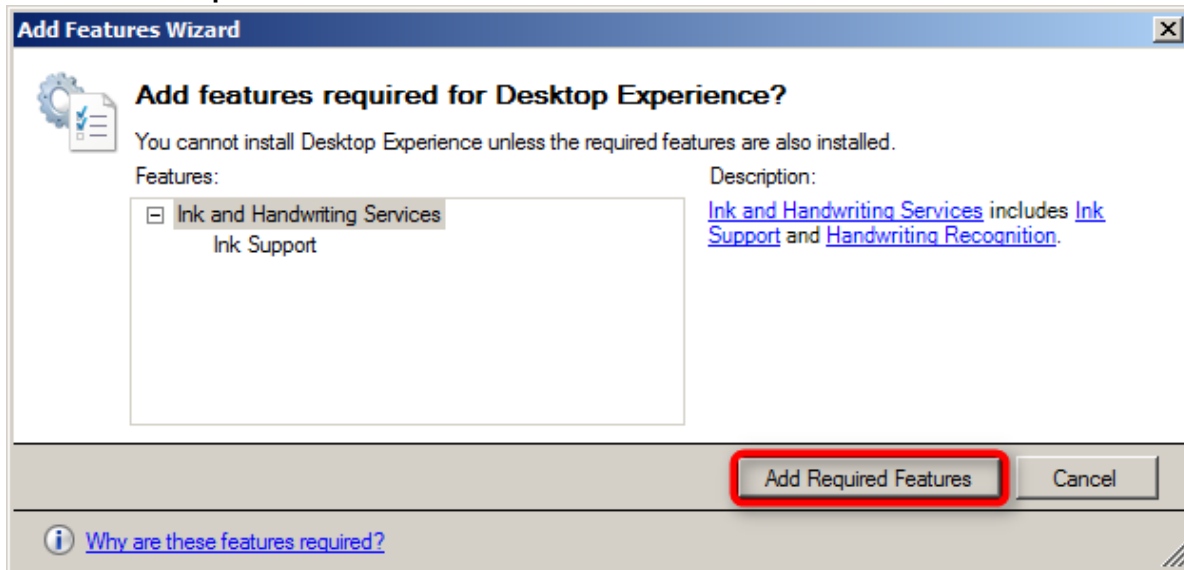 Add Features Wizard
Add features required for Desktop Experience?
You cannot install Desktop Experience unless the required features are also installed.
Features:
Ink and Handwriting Services
Ink Support
Description:
Ink and Handwriting Services includes Ink
Support and Handwriting Recognition.
Add Required Features
Cancel
Why are these features required?